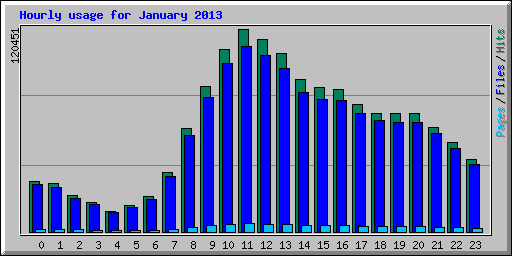 Hourly usage for January 2013
120451
Pages / Files / Hits
0 1 2 3 4 5 6 7 8 9 10 11 12 13 14 15 16 17 18 19 20 21 22 23